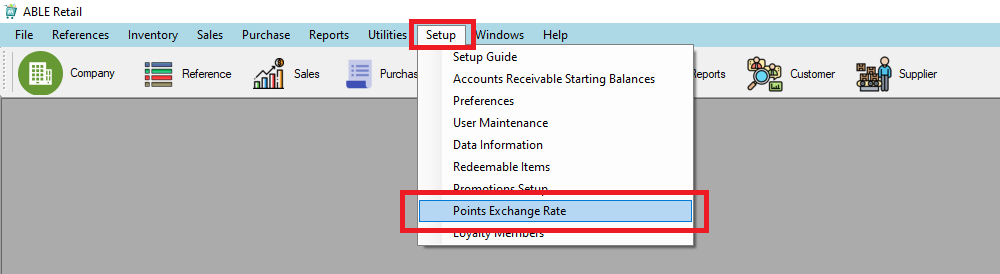 ABLE Retail
File References Inventory Sales Purchase Reports Utilities Setup Windows Help
Company Reference Sales Purchas Reports Customer Supplier
Setup Guide
Accounts Receivable Starting Balances
Preferences
User Maintenance
Data Information
Redeemable Items
Promotions Setup
Points Exchange Rate
Loyalty Members